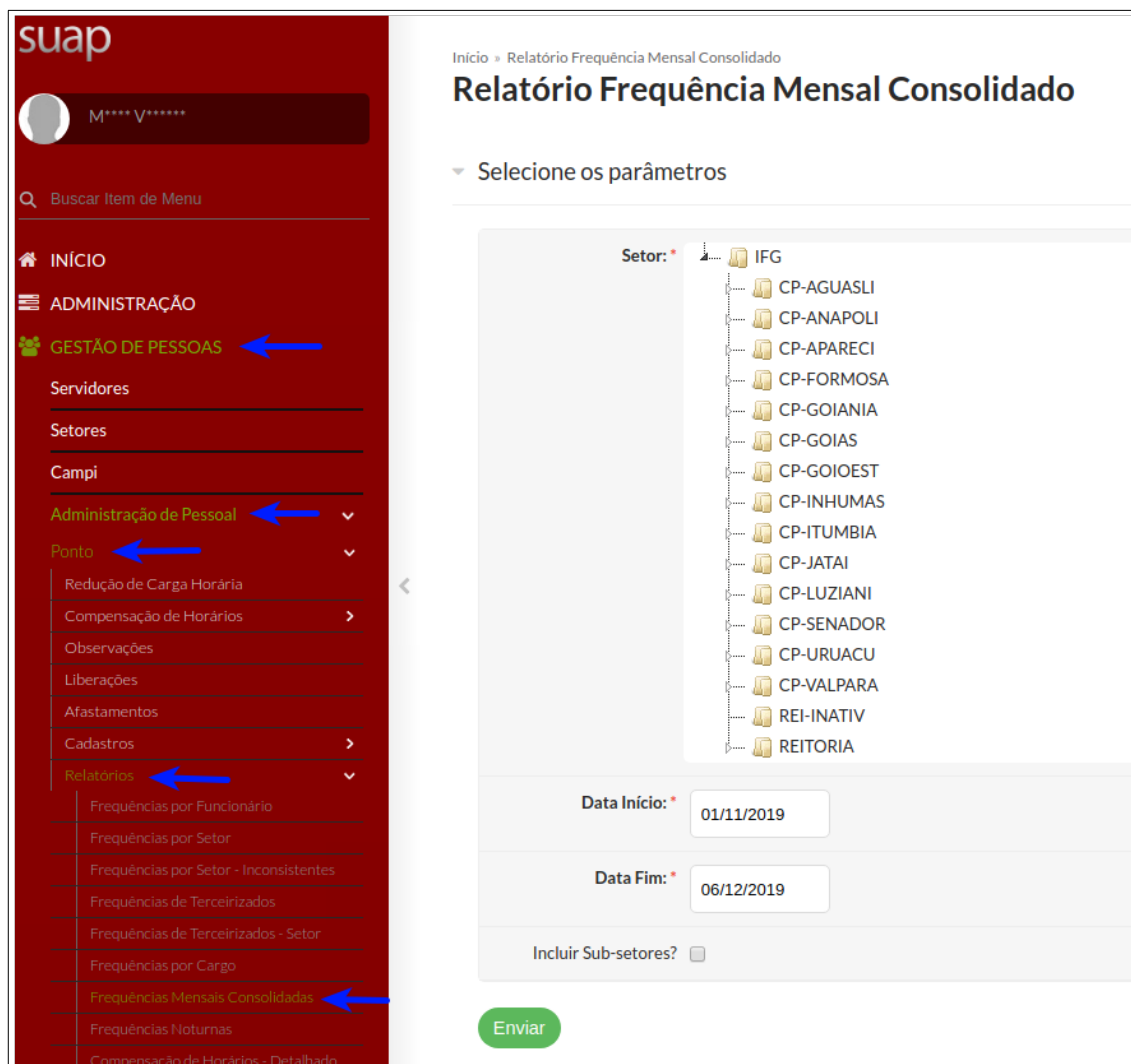 suap
M**** V******
Buscar Item de Menu
INÍCIO
ADMINISTRAÇÃO
GESTÃO DE PESSOAS
Servidores
Setores
Campi
Administração de Pessoal
Ponto
Redução de Carga Horária
Compensação de Horários
Observações
Liberações
Afastamentos
Cadastros
Relatórios
Frequências por Funcionário
Frequências por Setor
Frequências por Setor - Inconsistentes
Frequências de Terceirizados
Frequências de Terceirizados - Setor
Frequências por Cargo
Frequências Mensais Consolidadas
Frequências Noturnas
Compensação de Horários - Detalhado
Início » Relatório Frequência Mensal Consolidado
Relatório Frequência Mensal Consolidado
Selecione os parâmetros
Setor: *
IFG
CP-AGUASLI
CP-ANAPOLI
CP-APARECI
CP-FORMOSA
CP-GOIANIA
CP-GOIAS
CP-GOIOEST
CP-INHUMAS
CP-ITUMBIA
CP-JATAI
CP-LUZIANI
CP-SENADOR
CP-URUACU
CP-VALPARA
REI-INATIV
REITORIA
Data Início: * 01/11/2019
Data Fim: * 06/12/2019
Incluir Sub-setores?
Enviar